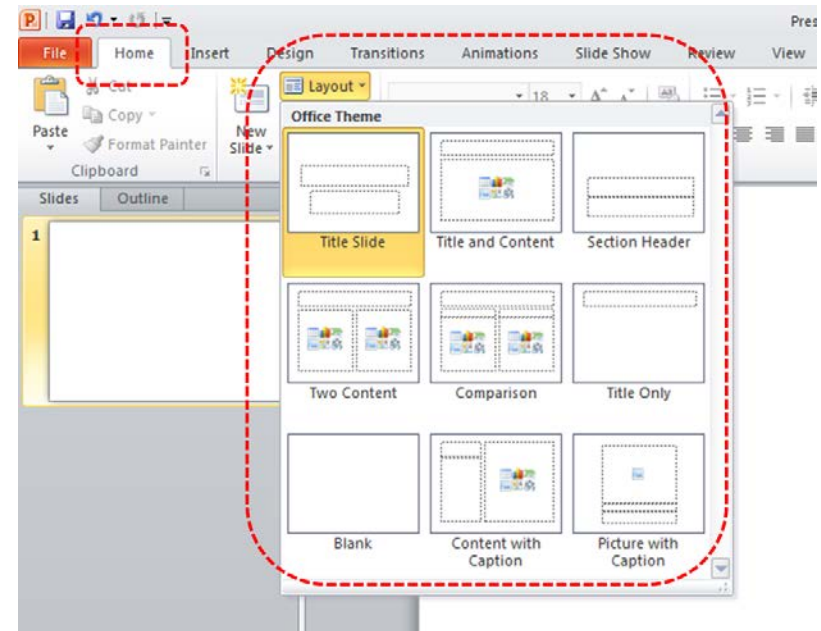 P
Pres
File Home Insert Design Transitions Animations Slide Show Review View
Paste
Cut
Copy
Format Painter
Clipboard
New
Slide
Layout
18
Office Theme
Slides Outline
1
Title Slide Title and Content Section Header
Two Content Comparison Title Only
Blank Content with Caption Picture with Caption